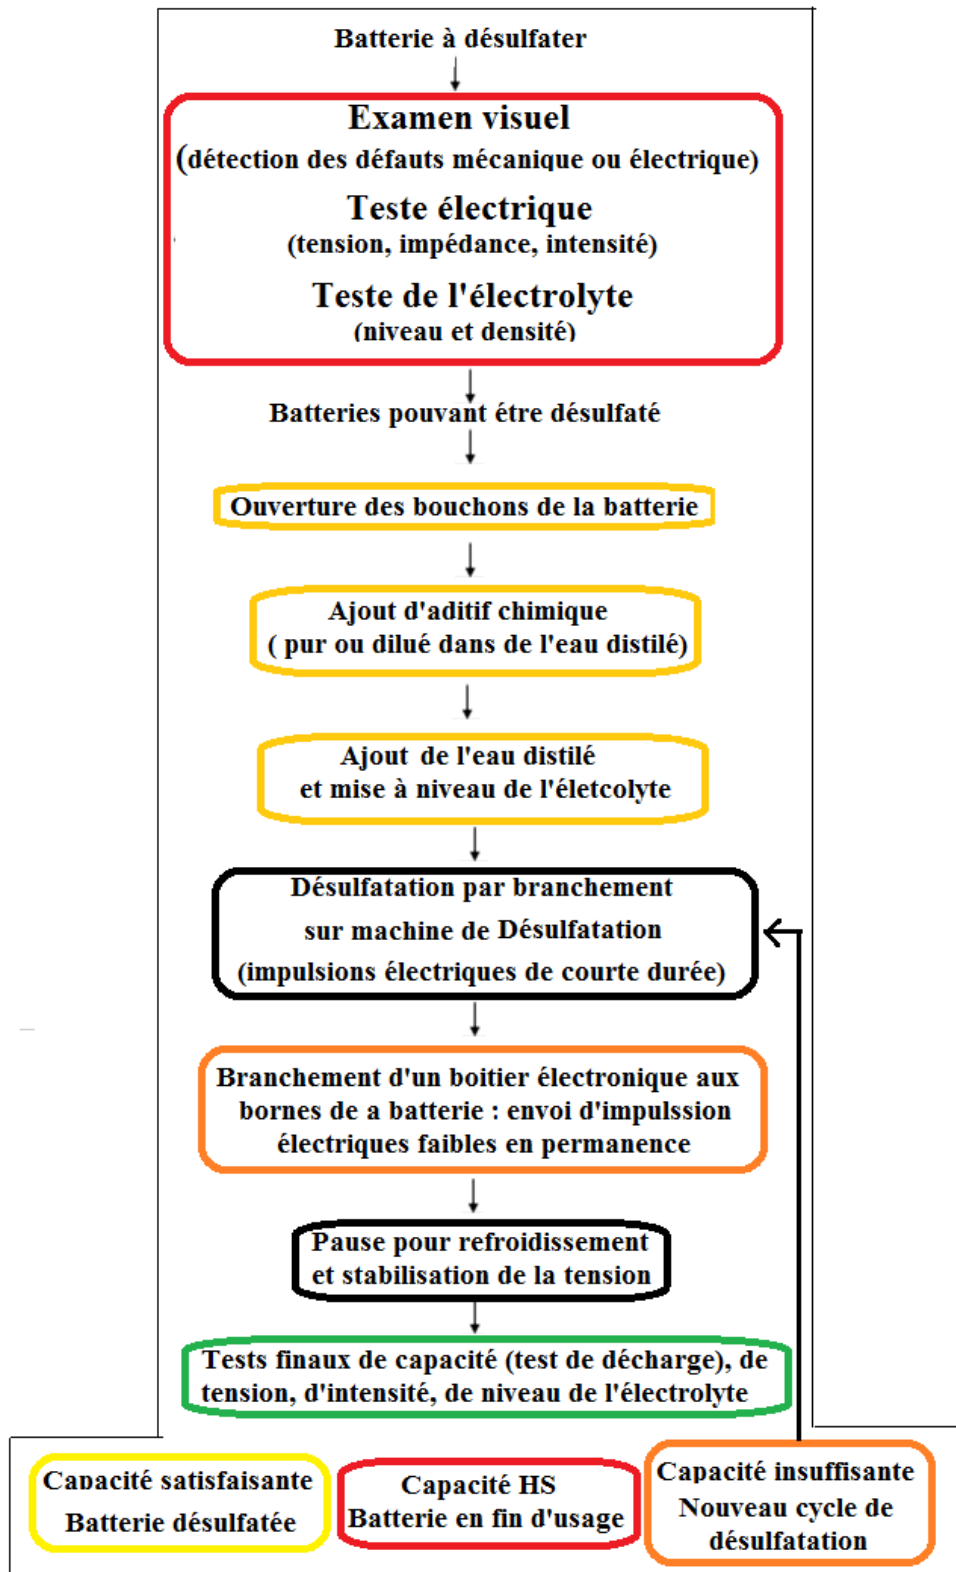 Batterie à désulfater
Examen visuel
(détection des défauts mécanique ou électrique)
Teste électrique
(tension, impédance, intensité)
Teste de l'électrolyte
(niveau et densité)
Batteries pouvant étre désulfaté
Ouverture des bouchons de la batterie
Ajout d'aditif chimique
( pur ou dilué dans de l'eau distilé)
Ajout de l'eau distilé
et mise à niveau de l'életcolyte
Désulfatation par branchement
sur machine de Désulfatation
(impulsions électriques de courte durée)
Branchement d'un boitier électronique aux
bornes de a batterie : envoi d'impulssion
électriques faibles en permanence
Pause pour refroidissement
et stabilisation de la tension
Tests finaux de capacité (test de décharge), de
tension, d'intensité, de niveau de l'électrolyte
Capacité satisfaisante
Batterie désulfatée
Capacité HS
Batterie en fin d'usage
Capacité insuffisante
Nouveau cycle de
désulfatation